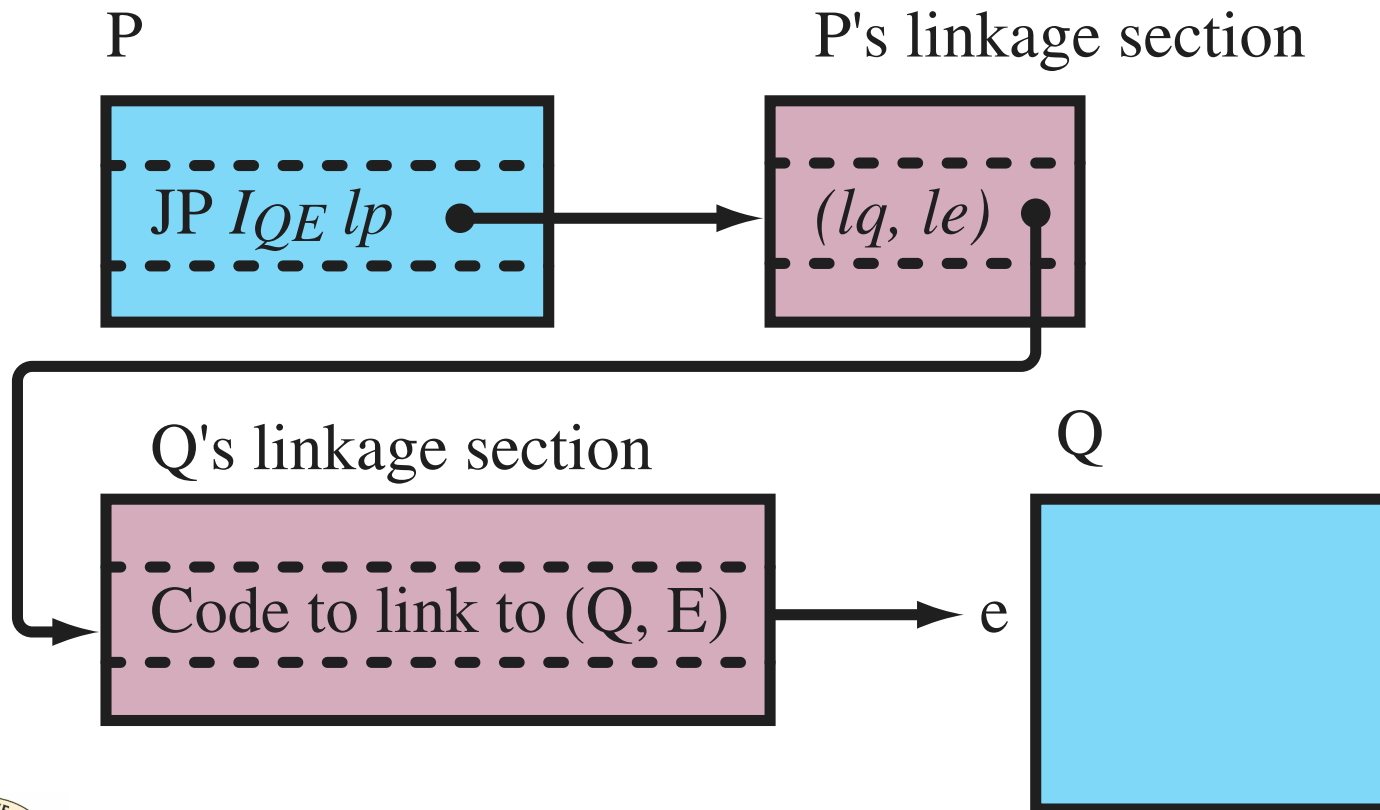 P
P's linkage section
JP I_QE lp
(lq, le)
Q's linkage section
Q
Code to link to (Q, E)
e